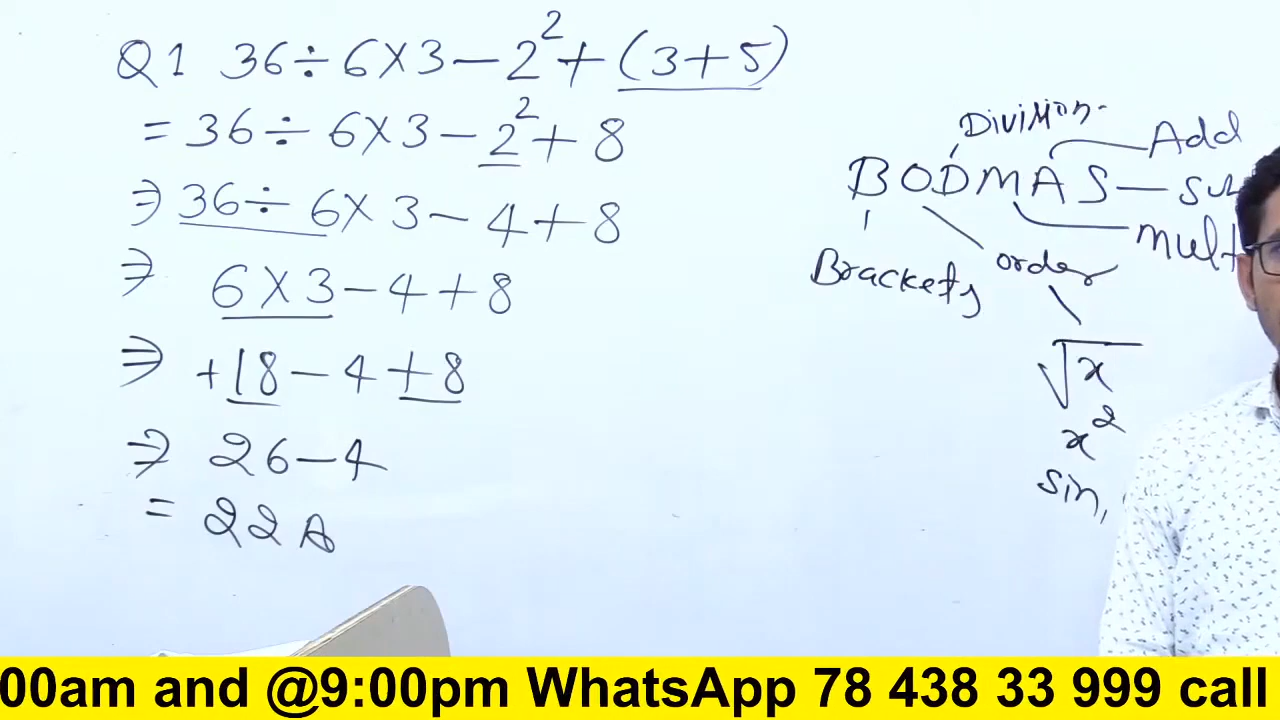 Q1 36÷6×3-2²+(3+5)
=36÷6×3-2²+8
⇒36÷6×3-4+8
⇒ 6×3-4+8
⇒ +18-4+8
⇒ 26-4
= 22 A
Division
Add
BODMAS
Brackets
order
√x
x²
sin,
00am and @9:00pm WhatsApp 78 438 33 999 call